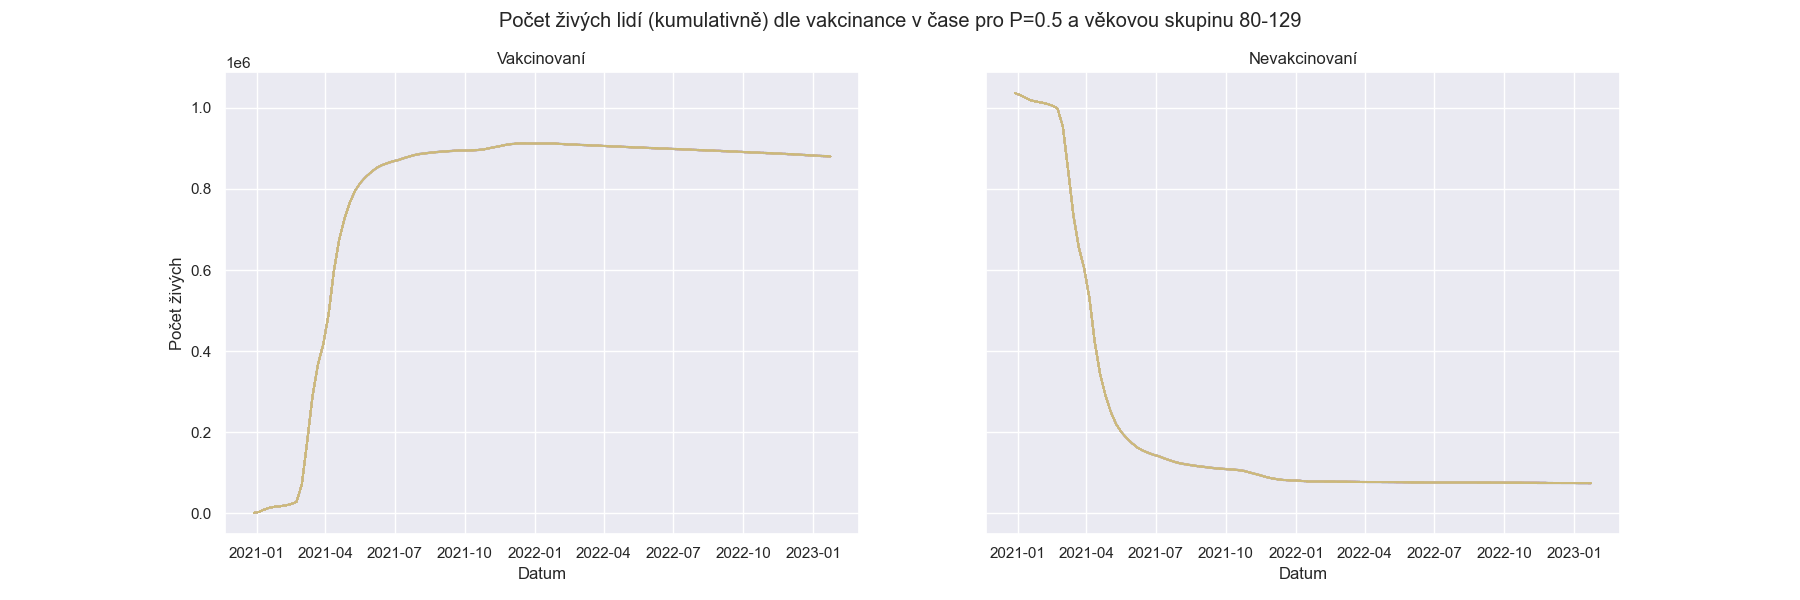 Počet živých lidí (kumulativně) dle vakcinance v čase pro P=0.5 a věkovou skupinu 80-129
Vakcinovaní
1e6
1.0
0.8
0.6
0.4
0.2
0.0
Počet živých
2021-01 2021-04 2021-07 2021-10 2022-01 2022-04 2022-07 2022-10 2023-01
Datum
Nevakcinovaní
2021-01 2021-04 2021-07 2021-10 2022-01 2022-04 2022-07 2022-10 2023-01
Datum